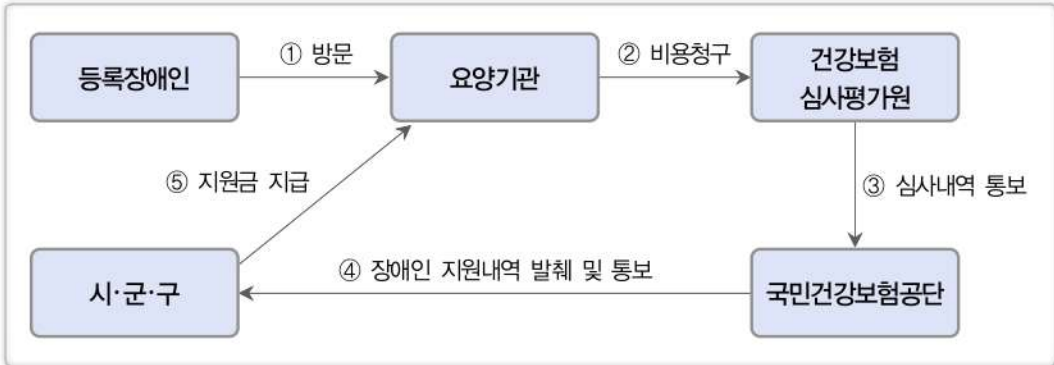 등록장애인
① 방문
요양기관
② 비용청구
건강보험
심사평가원
⑤ 지원금 지급
③ 심사내역 통보
시·군·구
④ 장애인 지원내역 발췌 및 통보
국민건강보험공단